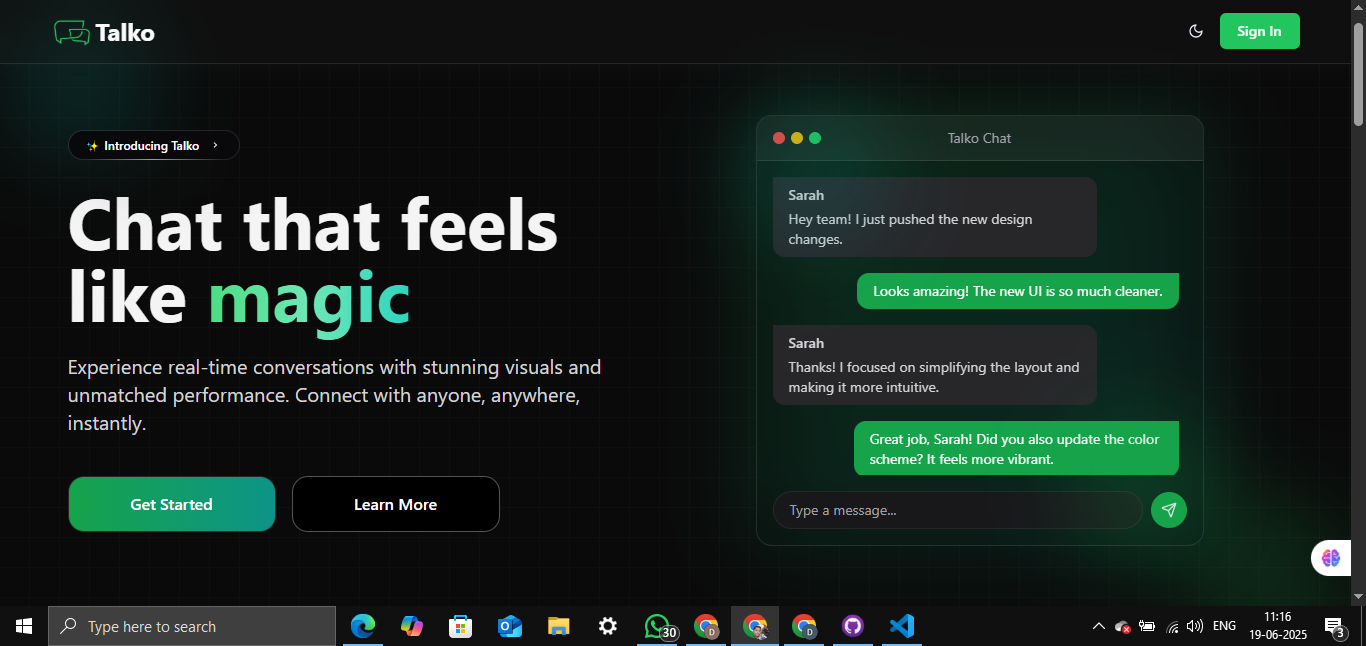 Talko
Sign In
✨ Introducing Talko ›
Chat that feels
like magic
Experience real-time conversations with stunning visuals and
unmatched performance. Connect with anyone, anywhere,
instantly.
Get Started
Learn More
Talko Chat
Sarah
Hey team! I just pushed the new design
changes.
Looks amazing! The new UI is so much cleaner.
Sarah
Thanks! I focused on simplifying the layout and
making it more intuitive.
Great job, Sarah! Did you also update the color
scheme? It feels more vibrant.
Type a message...
Type here to search
30
D
D
ENG
11:16
19-06-2025
3